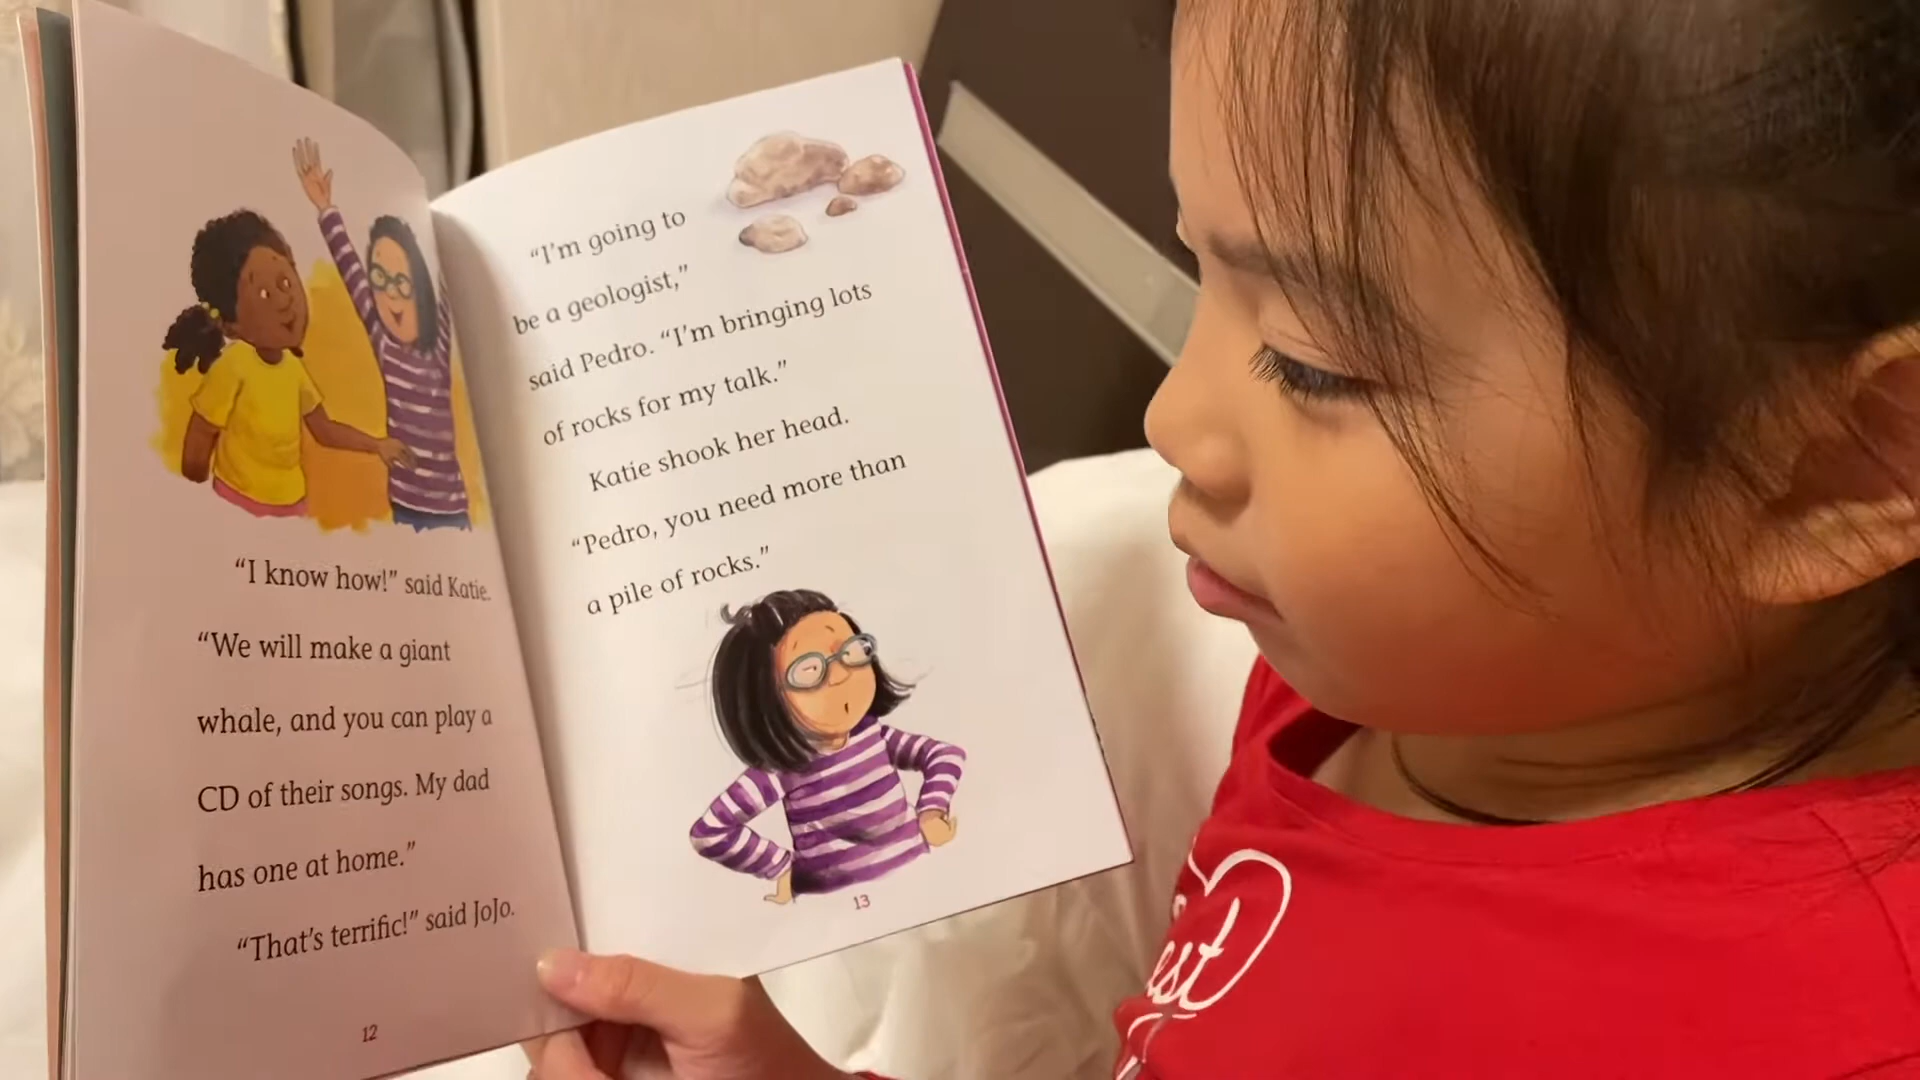 “I know how!” said Katie.
“We will make a giant
whale, and you can play a
CD of their songs. My dad
has one at home.”
“That’s terrific!” said JoJo.
12
“I’m going to
be a geologist,”
said Pedro. “I’m bringing lots
of rocks for my talk.”
Katie shook her head.
“Pedro, you need more than
a pile of rocks.”
13